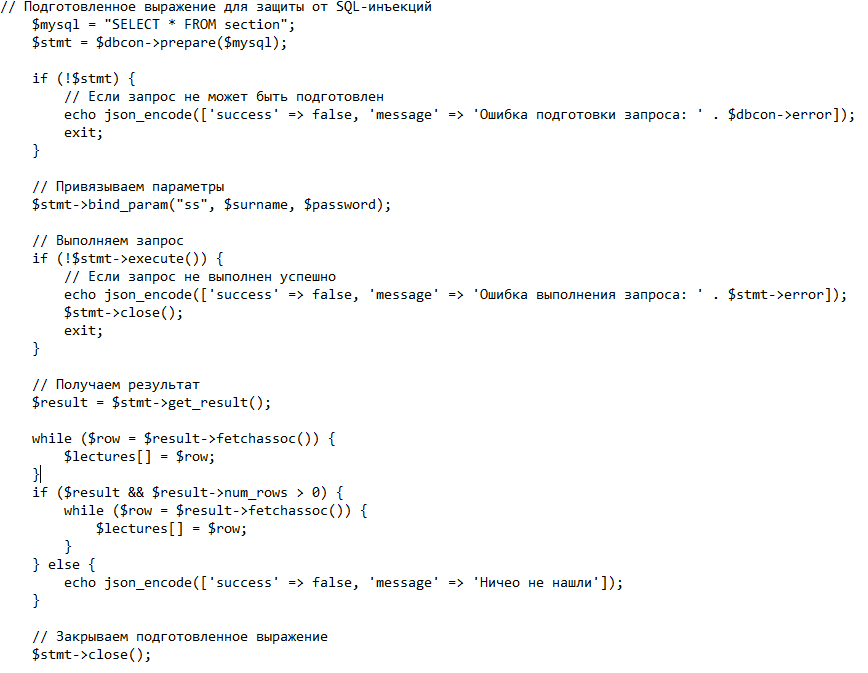 // Подготовленное выражение для защиты от SQL-инъекций
    $mysql = "SELECT * FROM section";
    $stmt = $dbcon->prepare($mysql);

    if (!$stmt) {
        // Если запрос не может быть подготовлен
        echo json_encode(['success' => false, 'message' => 'Ошибка подготовки запроса: ' . $dbcon->error]);
        exit;
    }

    // Привязываем параметры
    $stmt->bind_param("ss", $surname, $password);

    // Выполняем запрос
    if (!$stmt->execute()) {
        // Если запрос не выполнен успешно
        echo json_encode(['success' => false, 'message' => 'Ошибка выполнения запроса: ' . $stmt->error]);
        $stmt->close();
        exit;
    }

    // Получаем результат
    $result = $stmt->get_result();

    while ($row = $result->fetchassoc()) {
        $lectures[] = $row;
    }
    if ($result && $result->num_rows > 0) {
        while ($row = $result->fetchassoc()) {
            $lectures[] = $row;
        }
    } else {
        echo json_encode(['success' => false, 'message' => 'Ничео не нашли']);
    }

    // Закрываем подготовленное выражение
    $stmt->close();